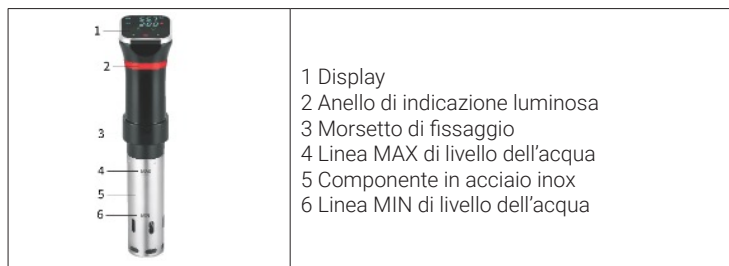 1
2
3
4
5
6
1 Display
2 Anello di indicazione luminosa
3 Morsetto di fissaggio
4 Linea MAX di livello dell'acqua
5 Componente in acciaio inox
6 Linea MIN di livello dell'acqua